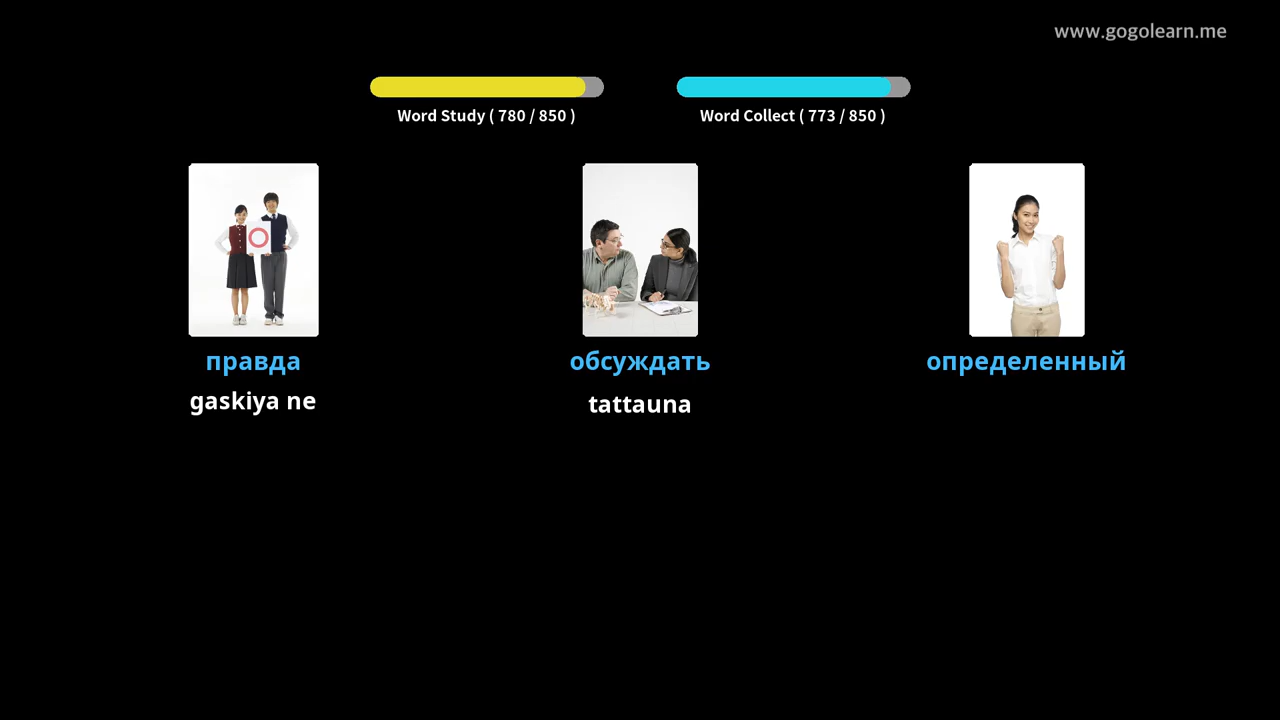 www.gogolearn.me
Word Study ( 780 / 850 )
Word Collect ( 773 / 850 )
правда
обсуждать
определенный
gaskiya ne
tattauna